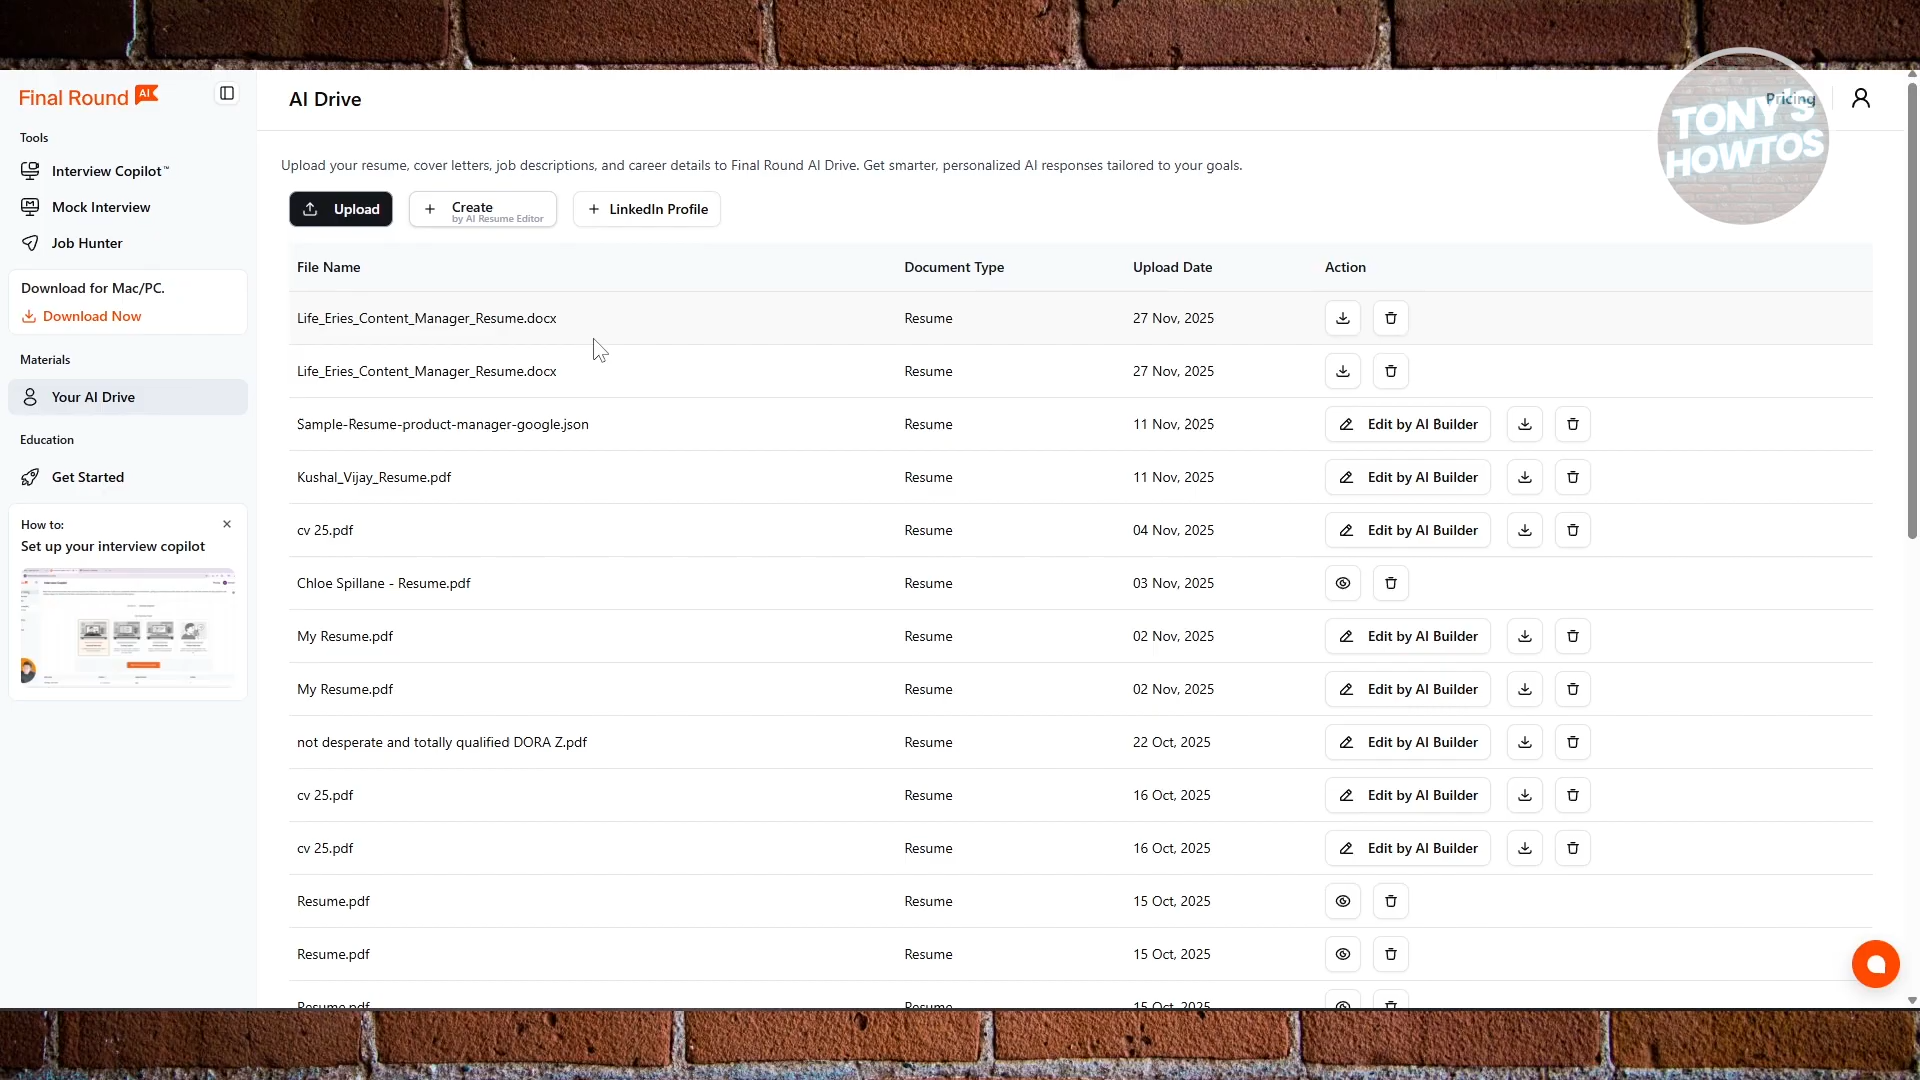 Final Round AI
AI Drive
Pricing
TONY'S
HOWTOS
Tools
Interview Copilot™
Mock Interview
Job Hunter
Download for Mac/PC.
Download Now
Materials
Your AI Drive
Education
Get Started
How to:
Set up your interview copilot
Upload your resume, cover letters, job descriptions, and career details to Final Round AI Drive. Get smarter, personalized AI responses tailored to your goals.
Upload
Create
by AI Resume Editor
LinkedIn Profile
File Name Document Type Upload Date Action
Life_Eries_Content_Manager_Resume.docx Resume 27 Nov, 2025
Life_Eries_Content_Manager_Resume.docx Resume 27 Nov, 2025
Sample-Resume-product-manager-google.json Resume 11 Nov, 2025 Edit by AI Builder
Kushal_Vijay_Resume.pdf Resume 11 Nov, 2025 Edit by AI Builder
cv 25.pdf Resume 04 Nov, 2025 Edit by AI Builder
Chloe Spillane - Resume.pdf Resume 03 Nov, 2025
My Resume.pdf Resume 02 Nov, 2025 Edit by AI Builder
My Resume.pdf Resume 02 Nov, 2025 Edit by AI Builder
not desperate and totally qualified DORA Z.pdf Resume 22 Oct, 2025 Edit by AI Builder
cv 25.pdf Resume 16 Oct, 2025 Edit by AI Builder
cv 25.pdf Resume 16 Oct, 2025 Edit by AI Builder
Resume.pdf Resume 15 Oct, 2025
Resume.pdf Resume 15 Oct, 2025
Resume.pdf Resume 15 Oct, 2025